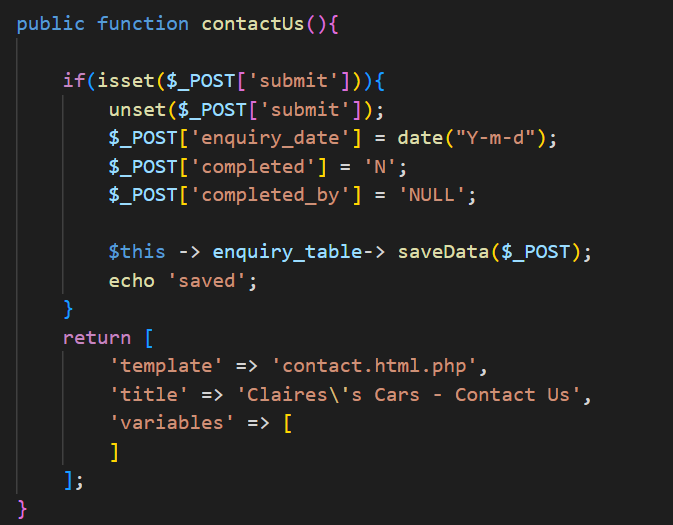 public function contactUs(){
if(isset($_POST['submit'])){
unset($_POST['submit']);
$_POST['enquiry_date'] = date("Y-m-d");
$_POST['completed'] = 'N';
$_POST['completed_by'] = 'NULL';
$this -> enquiry_table-> saveData($_POST);
echo 'saved';
}
return [
'template' => 'contact.html.php',
'title' => 'Claires\'s Cars - Contact Us',
'variables' => [
]
];
}